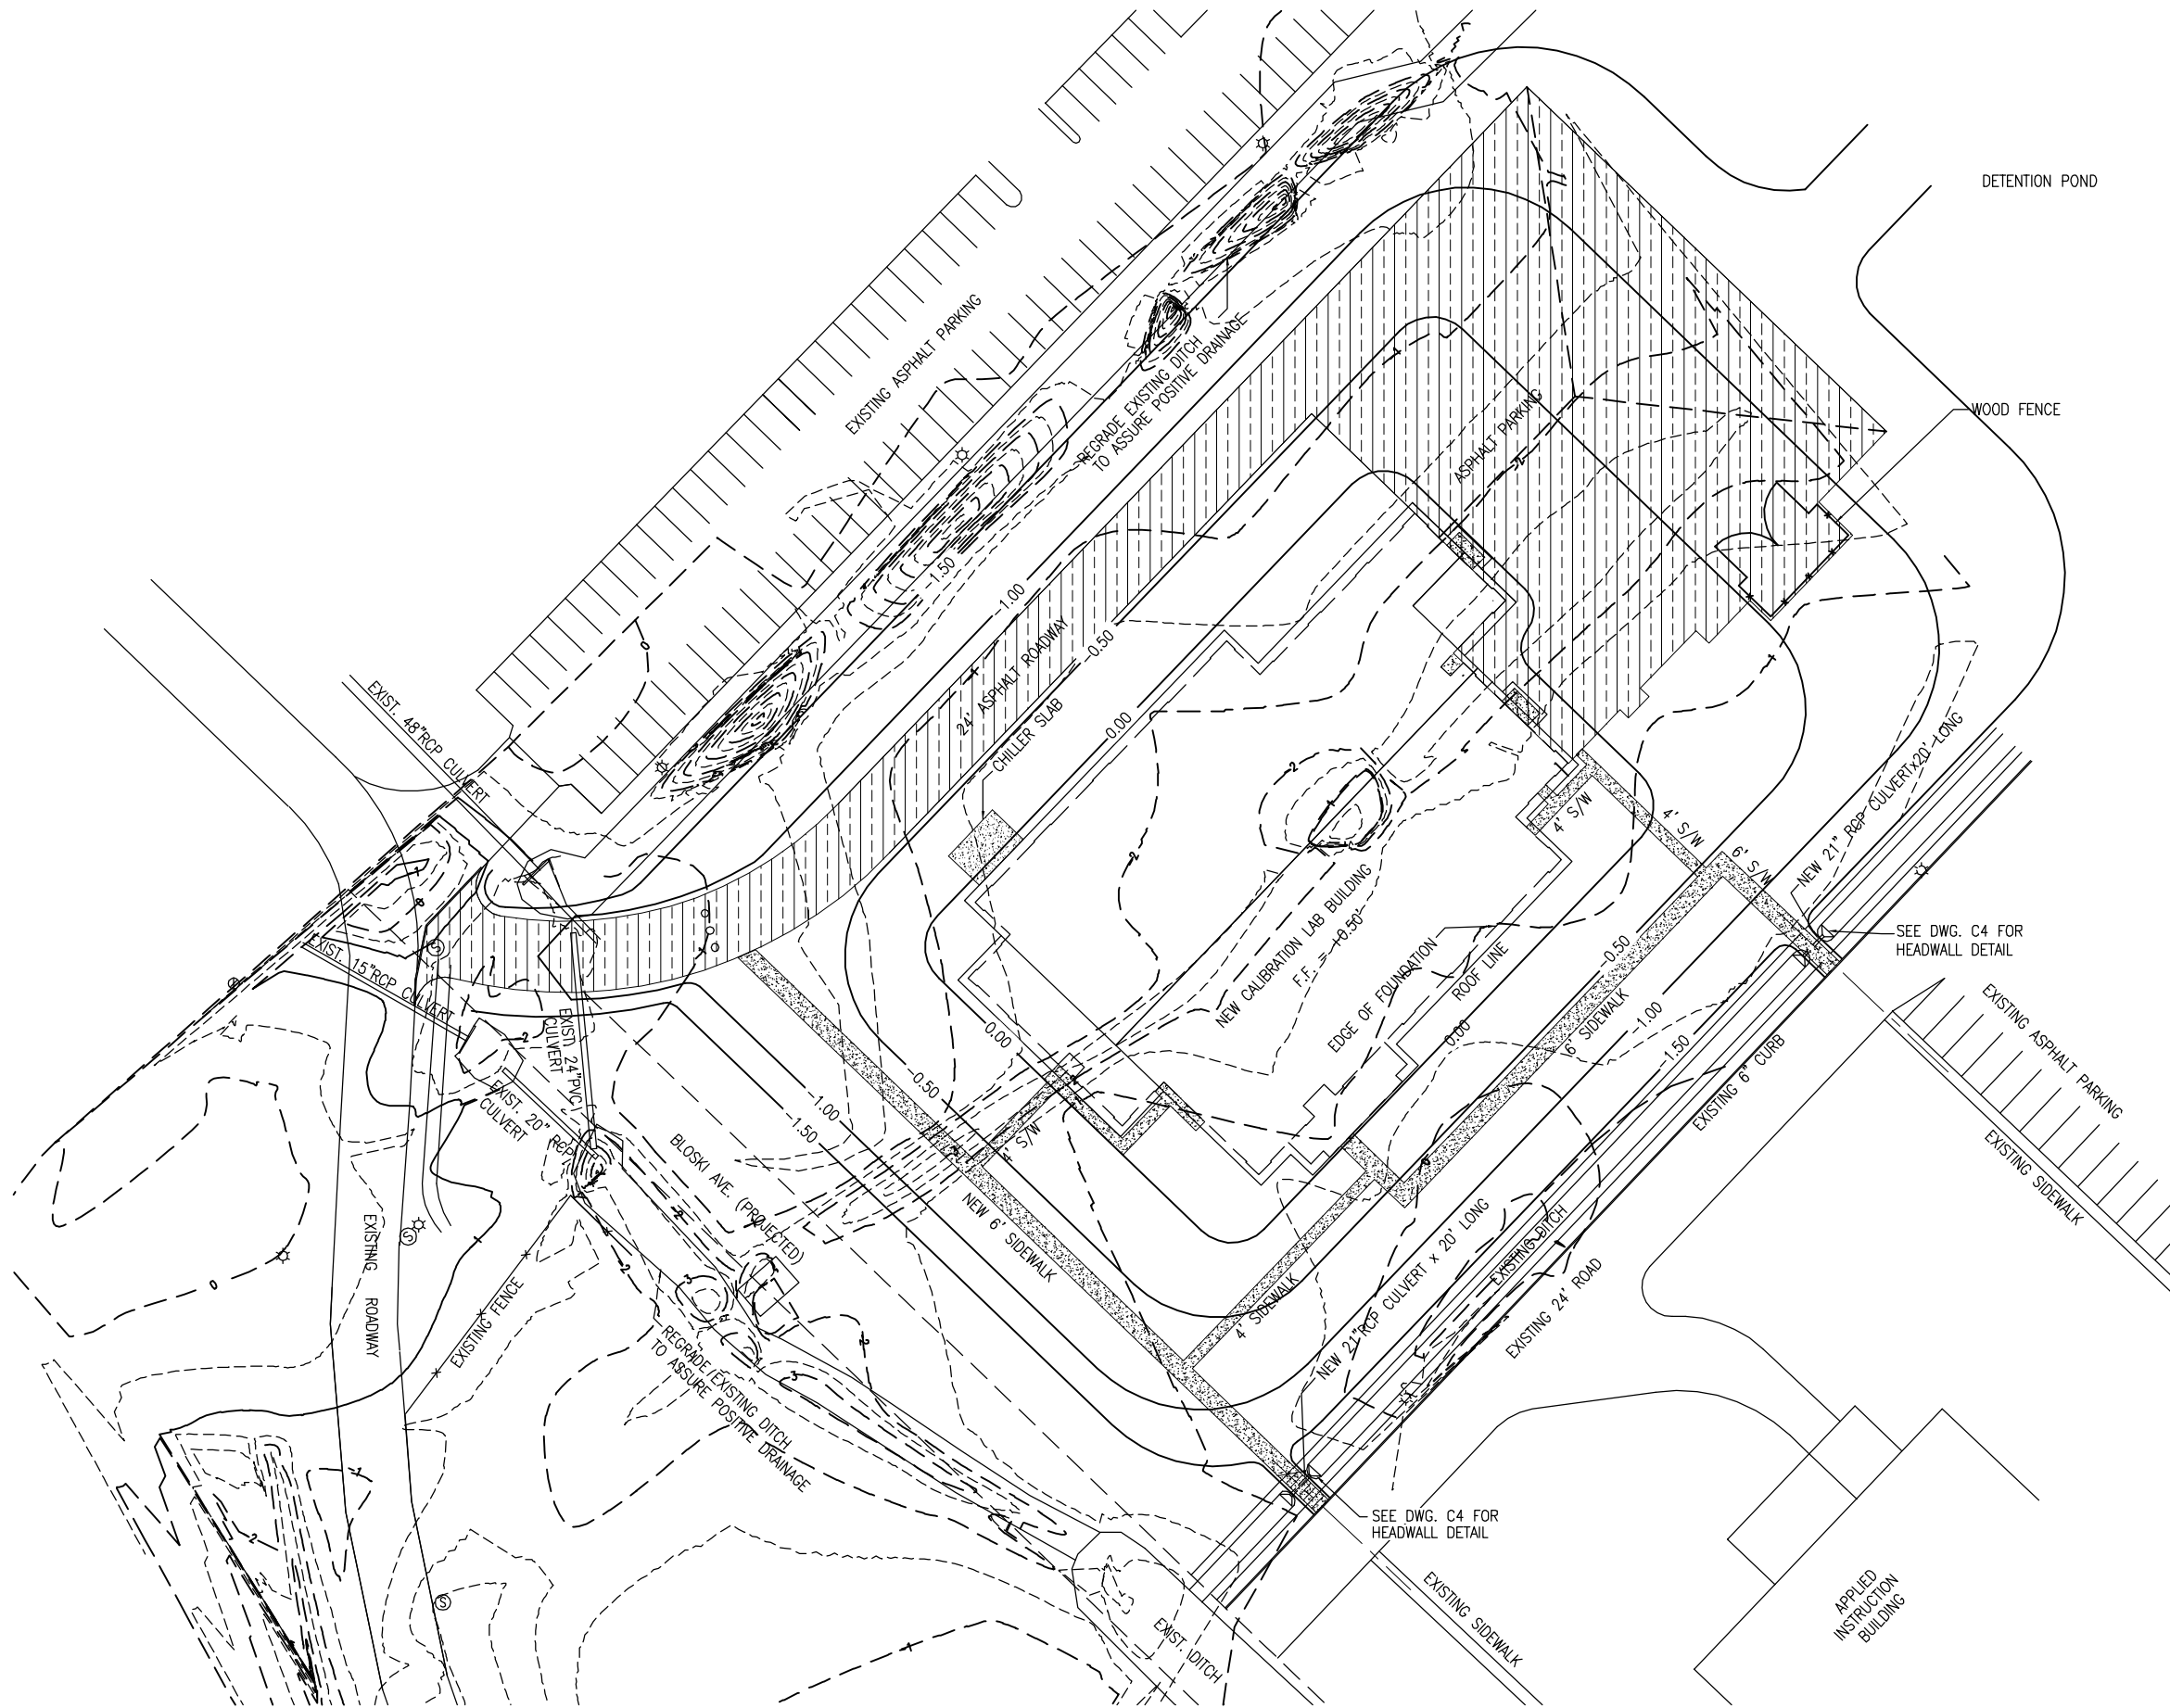 DETENTION POND
EXISTING ASPHALT PARKING
REGRADE EXISTING DITCH
TO ASSURE POSITIVE DRAINAGE
ASPHALT PARKING
WOOD FENCE
-1.50
1.00
-0.50
0.00
24' ASPHALT ROADWAY
CHILLER SLAB
EXIST. 48"RCP CULVERT
EXIST. 15"RCP CULVERT
EXIST. 20" RCP
CULVERT
CULVERT
4' S/W
4' S/W
6' S/W
NEW 21" RCP CULVERTx20' LONG
SEE DWG. C4 FOR
HEADWALL DETAIL
NEW CALIBRATION LAB BUILDING
F.F. = +0.50'
EDGE OF FOUNDATION
ROOF LINE
-0.50
6' SIDEWALK
-1.00
1.50
0.00
0.00
-0.50
1.00
1.50
EXISTING 6" CURB
EXISTING ASPHALT PARKING
EXISTING SIDEWALK
BLOSKI AVE. (PROJECTED)
4' S/W
NEW 6' SIDEWALK
4' SIDEWALK
NEW 21"RCP CULVERT x 20' LONG
EXISTING DITCH
EXISTING 24' ROAD
EXISTING ROADWAY
EXISTING FENCE
REGRADE EXISTING DITCH
TO ASSURE POSITIVE DRAINAGE
SEE DWG. C4 FOR
HEADWALL DETAIL
EXISTING SIDEWALK
EXIST. DITCH
APPLIED
INSTRUCTION
BUILDING